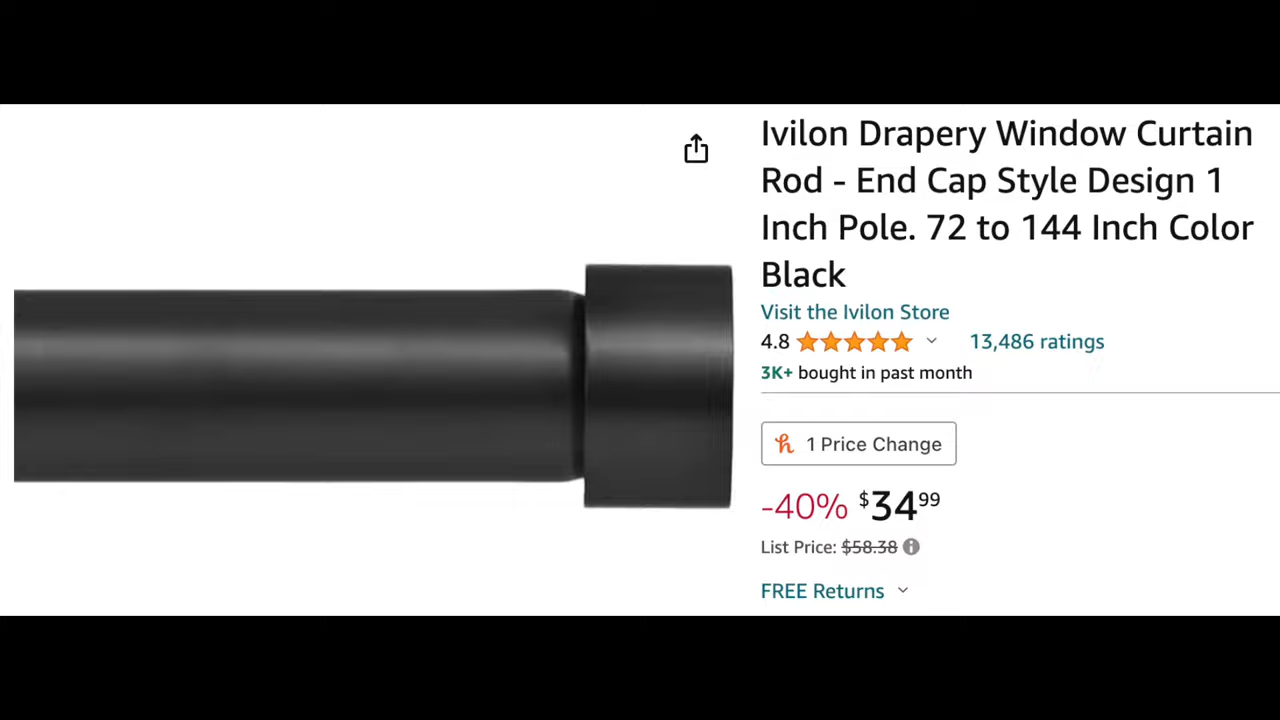 Ivilon Drapery Window Curtain
Rod - End Cap Style Design 1
Inch Pole. 72 to 144 Inch Color
Black
Visit the Ivilon Store
4.8 13,486 ratings
3K+ bought in past month
1 Price Change
-40% $34.99
List Price: $58.38
FREE Returns